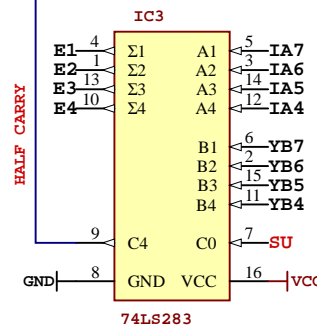 IC3
E1 4 Σ1 A1 5 IA7
E2 1 Σ2 A2 3 IA6
E3 13 Σ3 A3 14 IA5
E4 10 Σ4 A4 12 IA4
B1 6 YB7
B2 2 YB6
B3 15 YB5
B4 11 YB4
HALF CARRY
9 C4 C0 7 SU
GND 8 GND VCC 16 VCC
74LS283